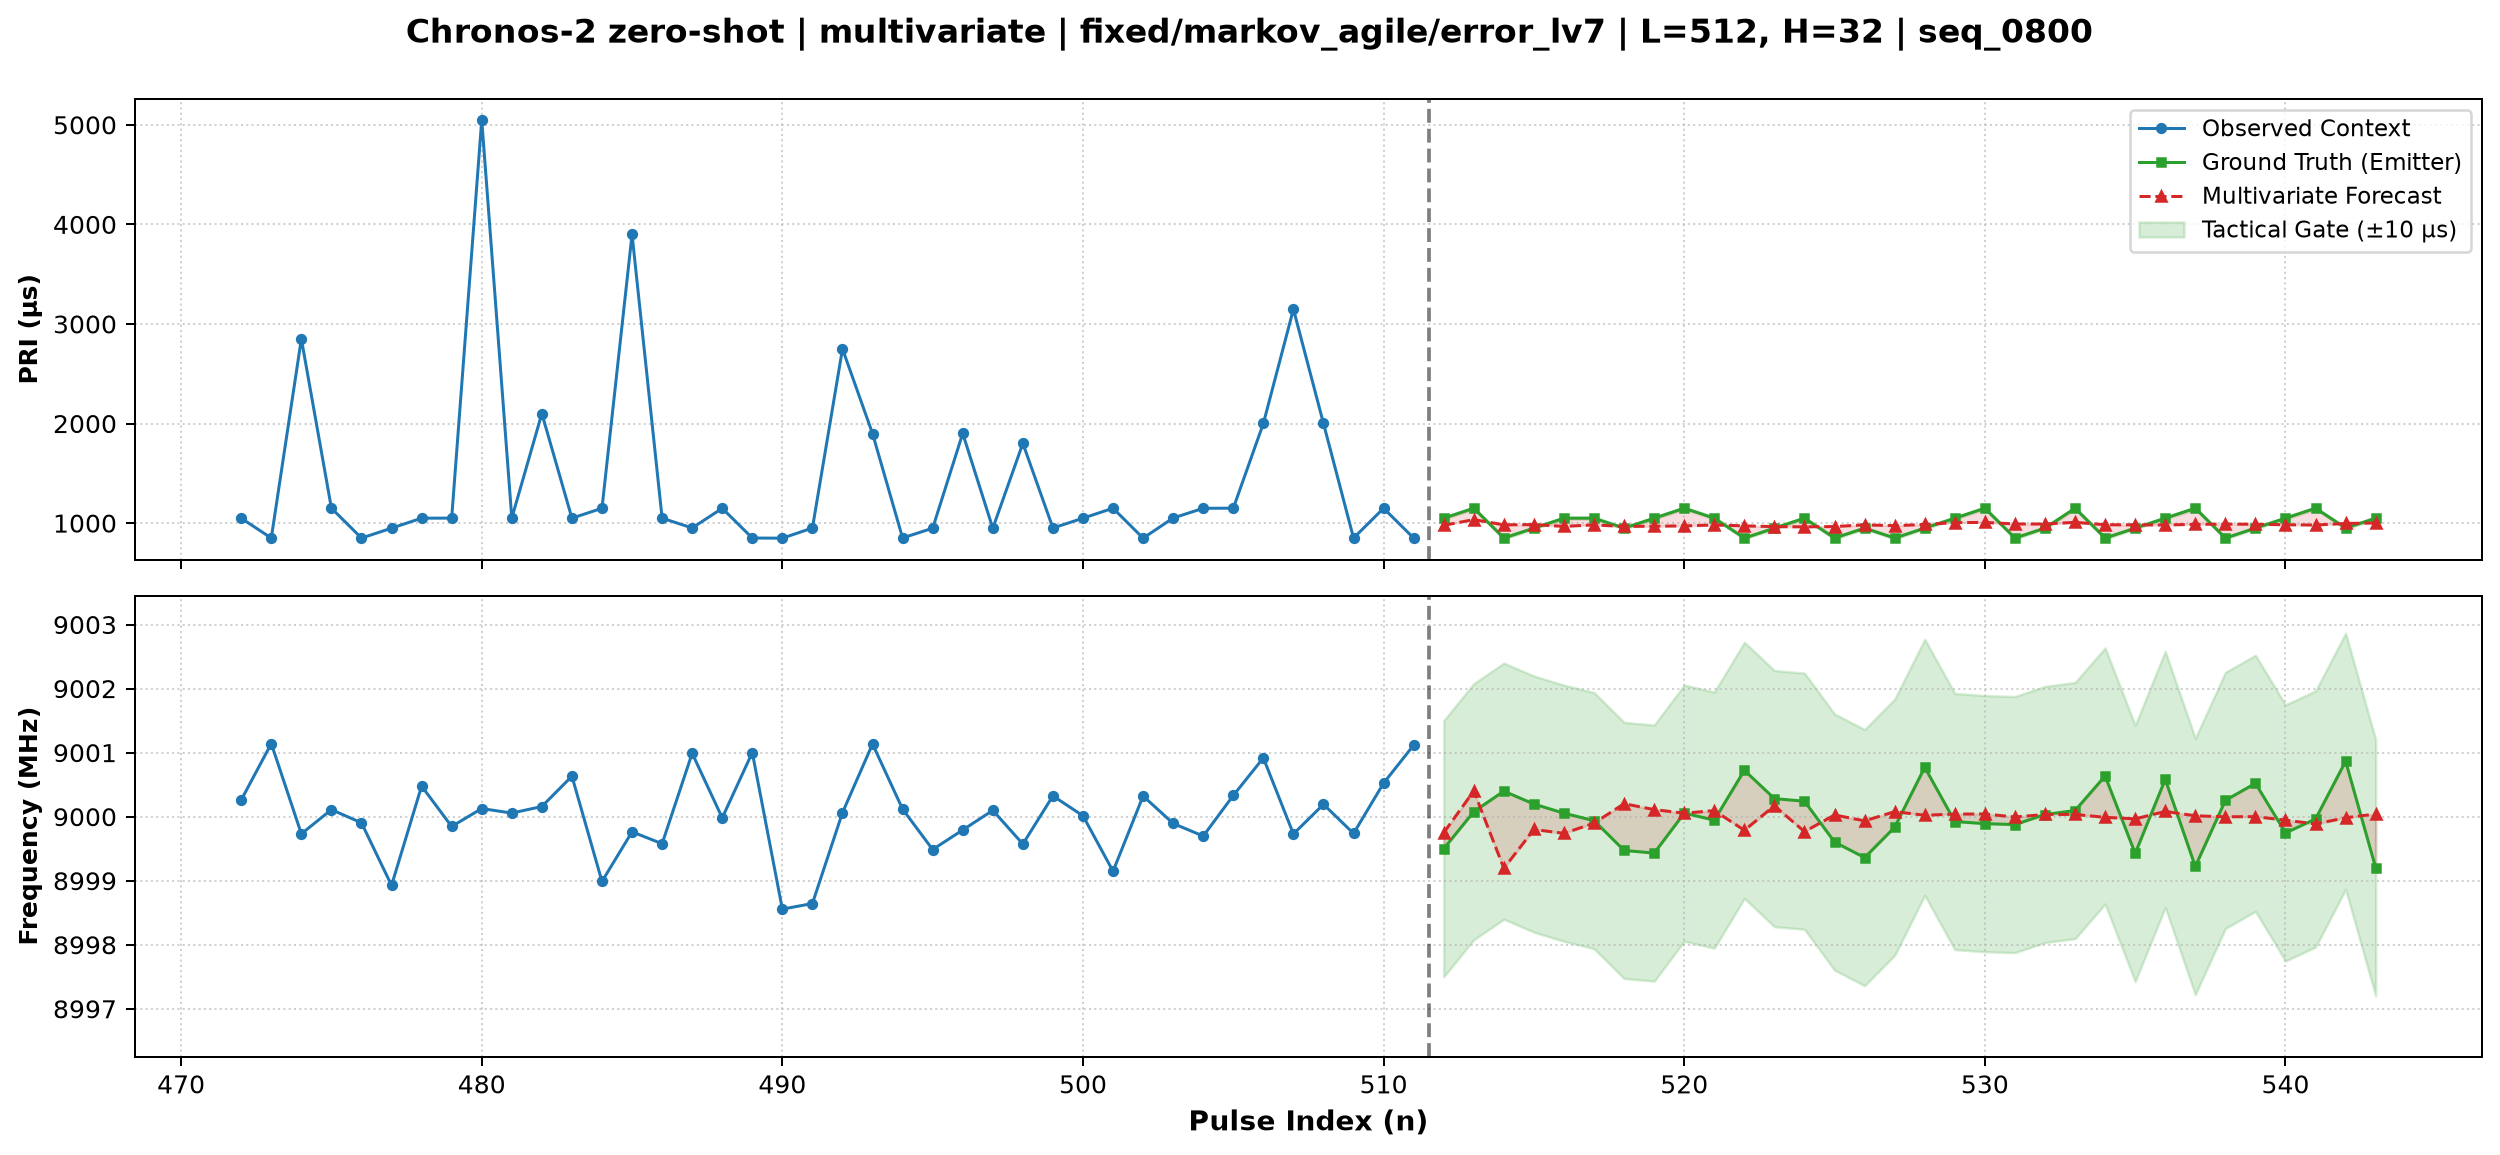 Chronos-2 zero-shot | multivariate | fixed/markov_agile/error_lv7 | L=512, H=32 | seq_0800
5000
4000
3000
2000
1000
PRI (µs)
Observed Context
Ground Truth (Emitter)
Multivariate Forecast
Tactical Gate (±10 µs)
9003
9002
9001
9000
8999
8998
8997
Frequency (MHz)
470 480 490 500 510 520 530 540
Pulse Index (n)